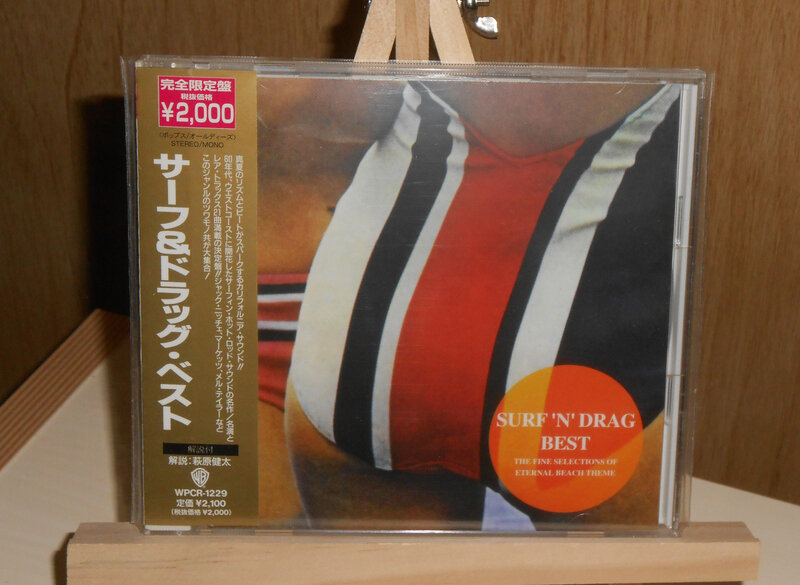 完全限定盤
税抜価格
¥2,000
〈ポップス/オールディーズ〉
STEREO/MONO
サーフ&ドラッグ・ベスト
真夏のリズムとビートがスパークするカリフォルニア・サウンド!!
60年代、ウエストコーストに開花したサーフィン・ホット・ロッド・サウンドの名作/名演と
レア・トラックス21曲満載の決定盤!!ジャック・ニッチェ、マーケッツ、メル・テイラーなど
このジャンルのツワモノ共が大集合!
解説付
解説:萩原健太
WB
WPCR-1229
定価 ¥2,100
(税抜価格 ¥2,000)
SURF 'N' DRAG
BEST
THE FINE SELECTIONS OF
ETERNAL BEACH THEME